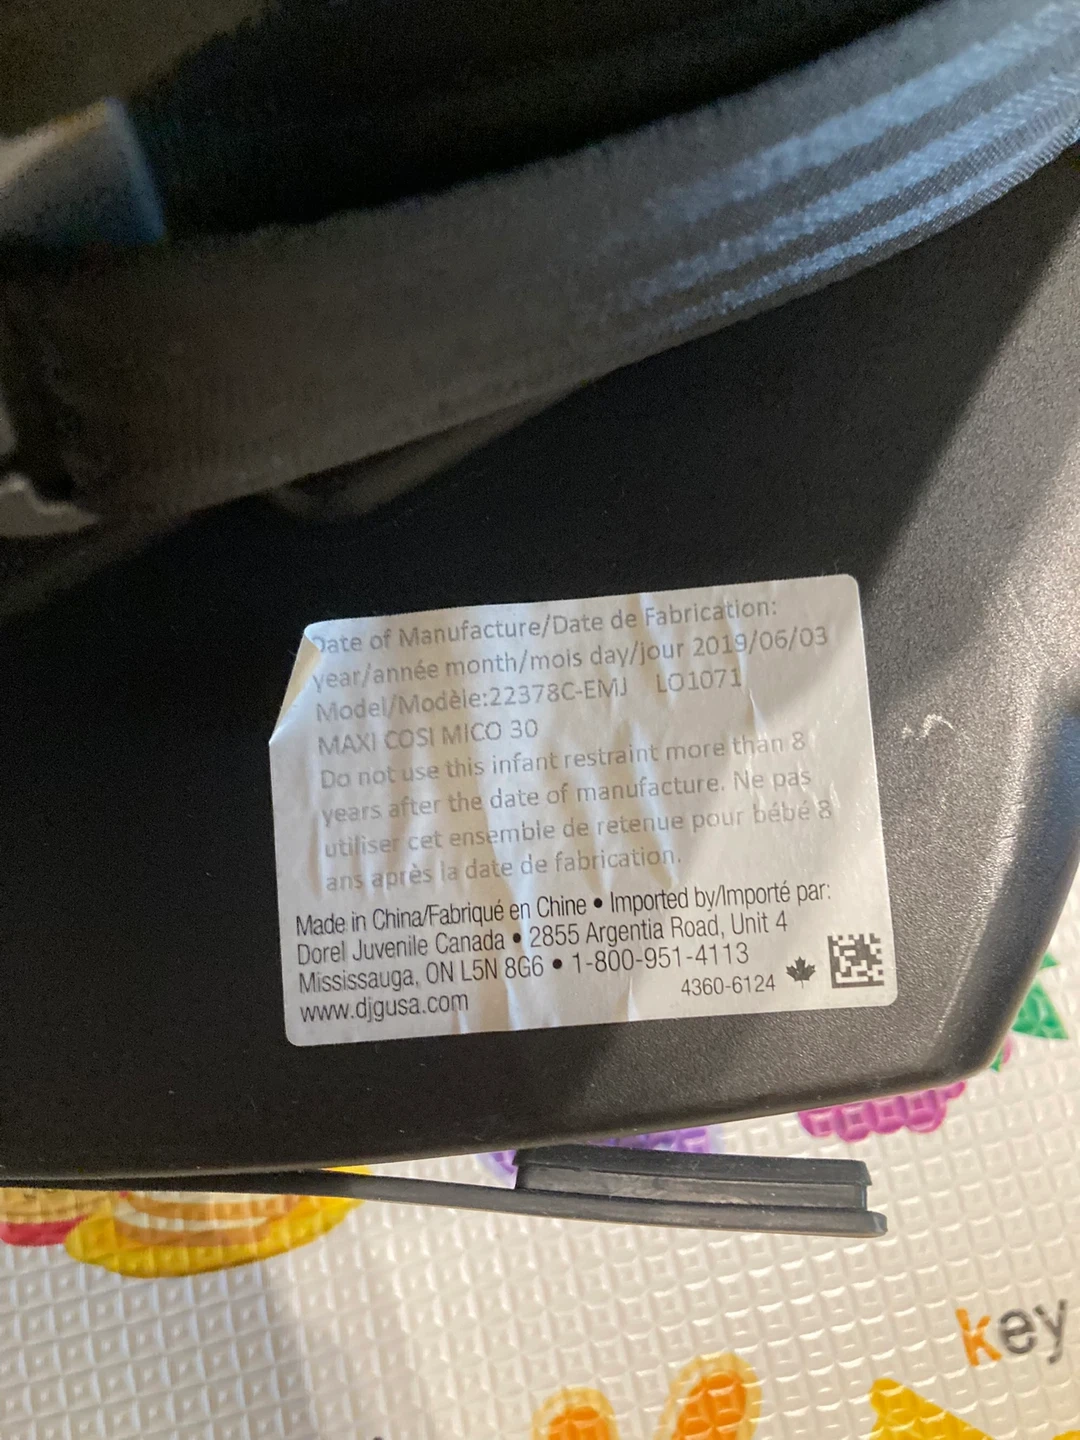 Date of Manufacture/Date de Fabrication:
year/année month/mois day/jour 2019/06/03
Model/Modèle:22378C-EMJ LO1071
MAXI COSI MICO 30
Do not use this infant restraint more than 8
years after the date of manufacture. Ne pas
utiliser cet ensemble de retenue pour bébé 8
ans après la date de fabrication.
Made in China/Fabriqué en Chine • Imported by/Importé par:
Dorel Juvenile Canada • 2855 Argentia Road, Unit 4
Mississauga, ON L5N 8G6 • 1-800-951-4113
4360-6124
www.djgusa.com
key